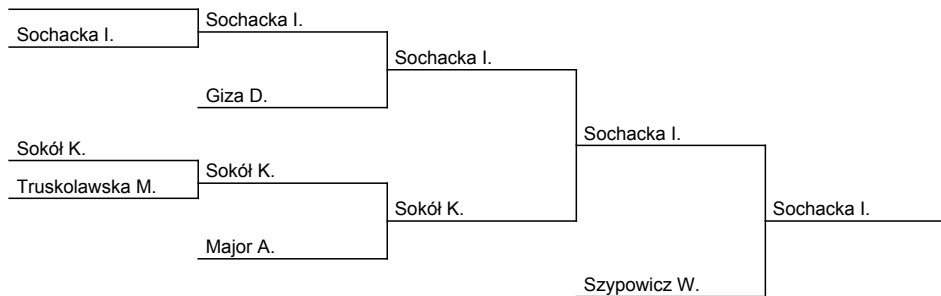 Sochacka I.
Sochacka I.
Sochacka I.
Giza D.
Sochacka I.
Sokół K.
Truskolawska M.
Sokół K.
Sokół K.
Sochacka I.
Major A.
Szypowicz W.